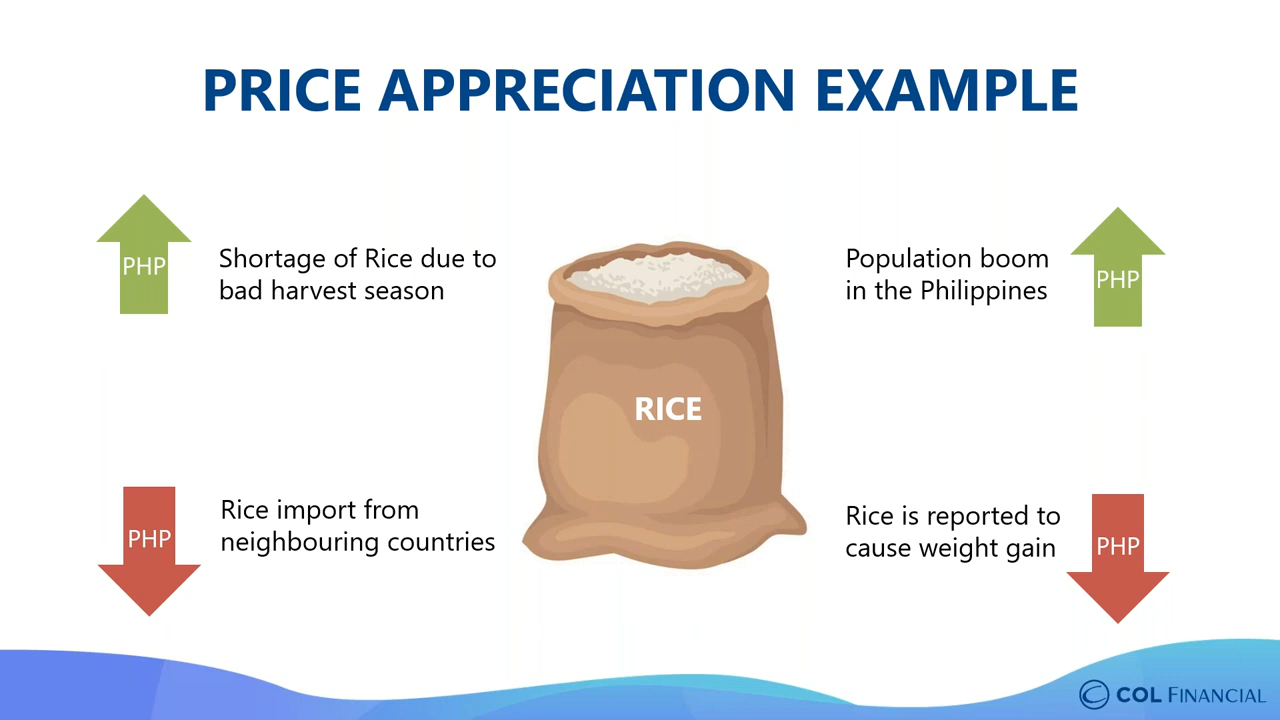 PRICE APPRECIATION EXAMPLE
PHP
Shortage of Rice due to
bad harvest season
Population boom
in the Philippines
PHP
RICE
PHP
Rice import from
neighbouring countries
Rice is reported to
cause weight gain
PHP
COL FINANCIAL